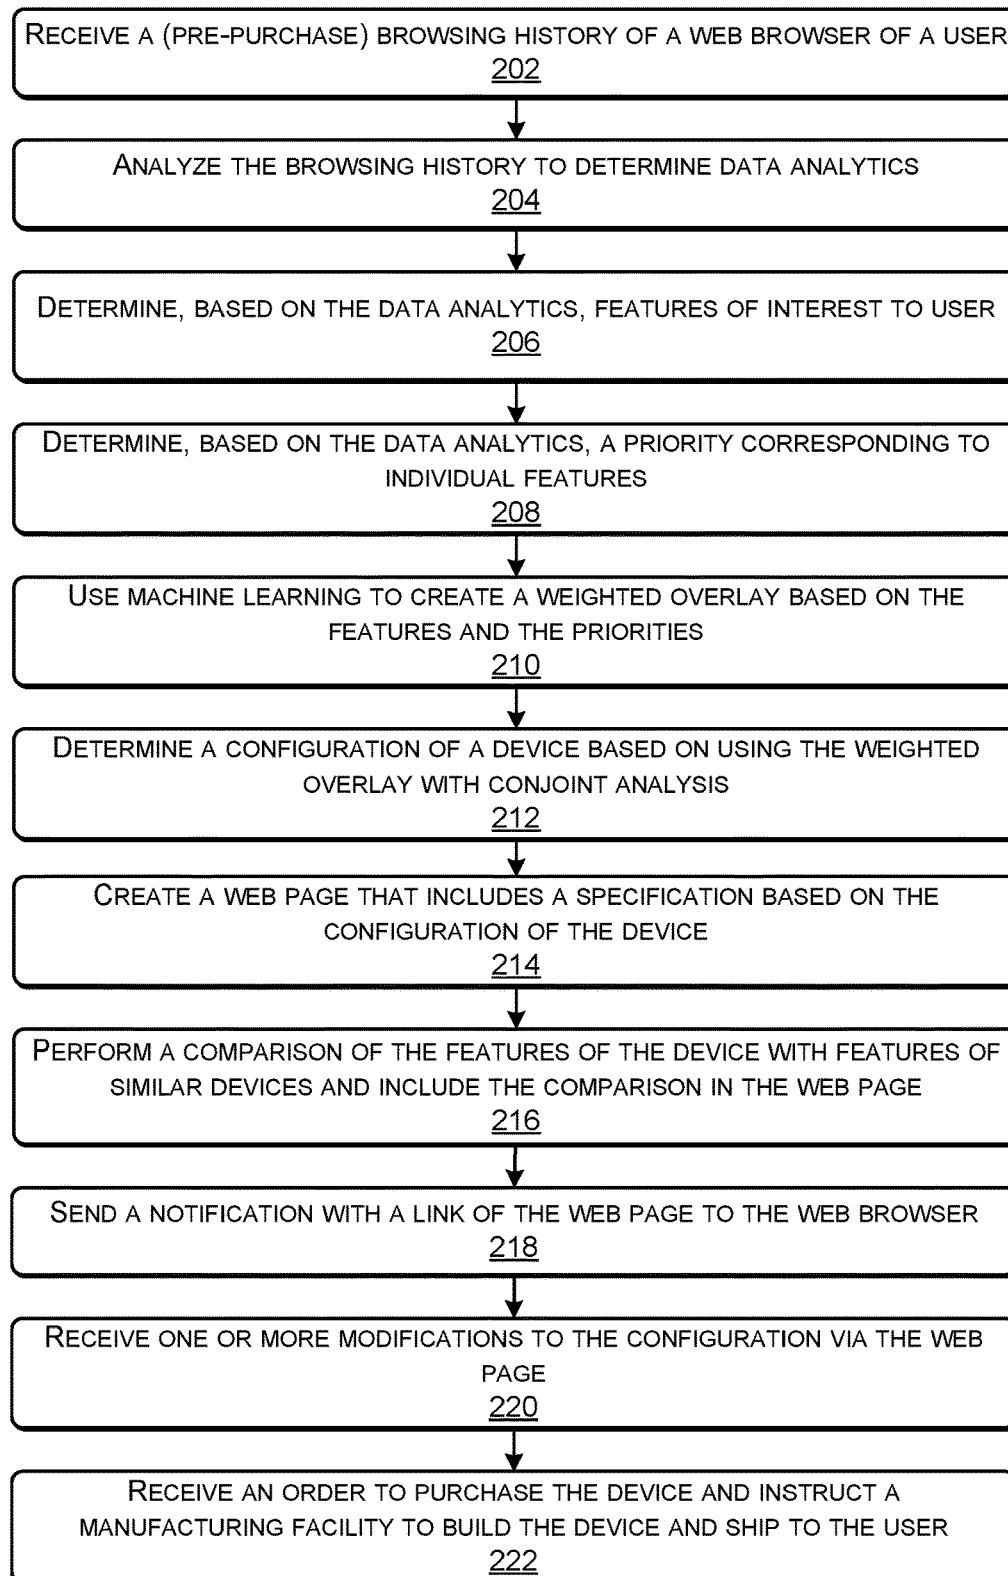 RECEIVE A (PRE-PURCHASE) BROWSING HISTORY OF A WEB BROWSER OF A USER
202
ANALYZE THE BROWSING HISTORY TO DETERMINE DATA ANALYTICS
204
DETERMINE, BASED ON THE DATA ANALYTICS, FEATURES OF INTEREST TO USER
206
DETERMINE, BASED ON THE DATA ANALYTICS, A PRIORITY CORRESPONDING TO
INDIVIDUAL FEATURES
208
USE MACHINE LEARNING TO CREATE A WEIGHTED OVERLAY BASED ON THE
FEATURES AND THE PRIORITIES
210
DETERMINE A CONFIGURATION OF A DEVICE BASED ON USING THE WEIGHTED
OVERLAY WITH CONJOINT ANALYSIS
212
CREATE A WEB PAGE THAT INCLUDES A SPECIFICATION BASED ON THE
CONFIGURATION OF THE DEVICE
214
PERFORM A COMPARISON OF THE FEATURES OF THE DEVICE WITH FEATURES OF
SIMILAR DEVICES AND INCLUDE THE COMPARISON IN THE WEB PAGE
216
SEND A NOTIFICATION WITH A LINK OF THE WEB PAGE TO THE WEB BROWSER
218
RECEIVE ONE OR MORE MODIFICATIONS TO THE CONFIGURATION VIA THE WEB
PAGE
220
RECEIVE AN ORDER TO PURCHASE THE DEVICE AND INSTRUCT A
MANUFACTURING FACILITY TO BUILD THE DEVICE AND SHIP TO THE USER
222